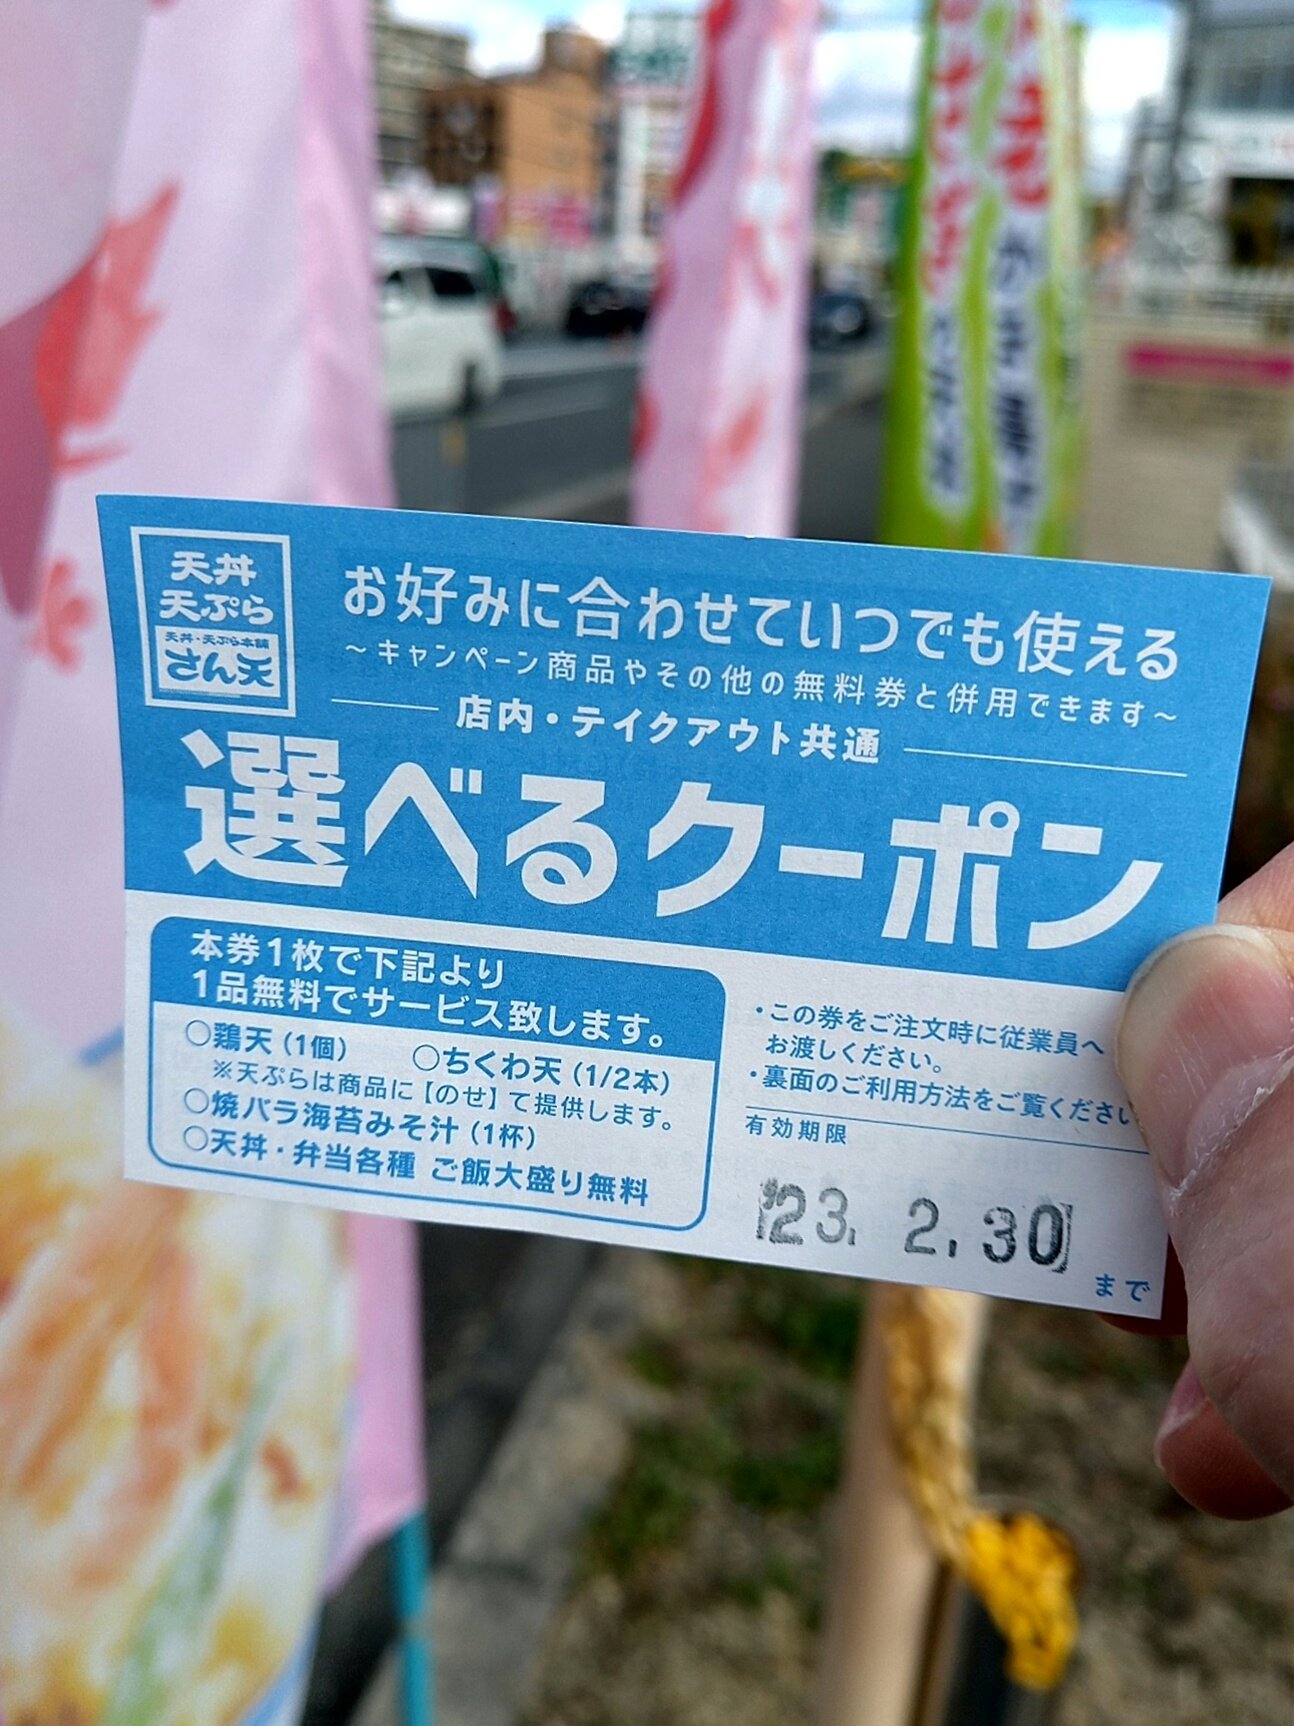 天丼
天ぷら
天丼・天ぷら本舗
さん天
お好みに合わせていつでも使える
～キャンペーン商品やその他の無料券と併用できます～
店内・テイクアウト共通
選べるクーポン
本券1枚で下記より
1品無料でサービス致します。
○鶏天(1個) ○ちくわ天(1/2本)
※天ぷらは商品に【のせ】て提供します。
○焼バラ海苔みそ汁(1杯)
○天丼・弁当各種 ご飯大盛り無料
・この券をご注文時に従業員へ
お渡しください。
・裏面のご利用方法をご覧ください
有効期限
'23. 2.30
まで